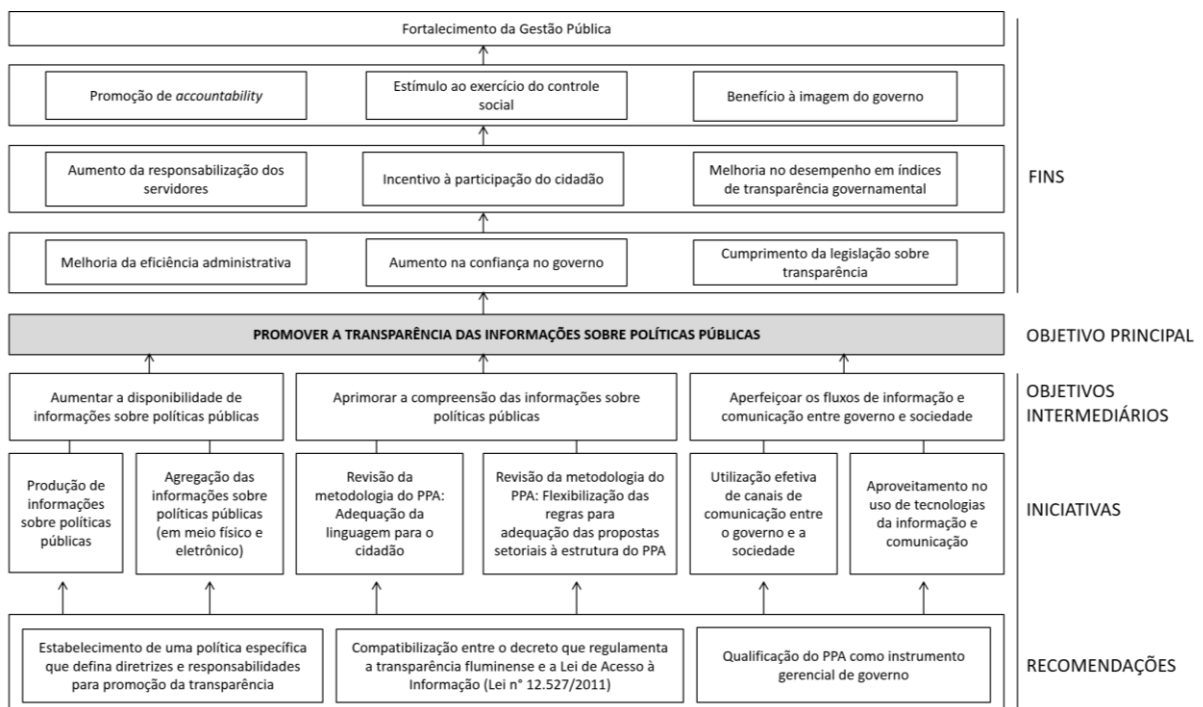 Fortalecimento da Gestão Pública
Promoção de accountability
Estímulo ao exercício do controle
social
Benefício à imagem do governo
Aumento da responsabilização dos
servidores
Incentivo à participação do cidadão
Melhoria no desempenho em índices
de transparência governamental
FINS
Melhoria da eficiência administrativa
Aumento na confiança no governo
Cumprimento da legislação sobre
transparência
PROMOVER A TRANSPARÊNCIA DAS INFORMAÇÕES SOBRE POLÍTICAS PÚBLICAS
OBJETIVO PRINCIPAL
Aumentar a disponibilidade de
informações sobre políticas públicas
Aprimorar a compreensão das informações sobre
políticas públicas
Aperfeiçoar os fluxos de informação e
comunicação entre governo e sociedade
OBJETIVOS
INTERMEDIÁRIOS
Produção de
informações
sobre políticas
públicas
Agregação das
informações sobre
políticas públicas
(em meio físico e
eletrônico)
Revisão da
metodologia do PPA:
Adequação da
linguagem para o
cidadão
Revisão da metodologia do
PPA: Flexibilização das
regras para
adequação das propostas
setoriais à estrutura do PPA
Utilização efetiva
de canais de
comunicação entre
o governo e a
sociedade
Aproveitamento no
uso de tecnologias
da informação e
comunicação
INICIATIVAS
Estabelecimento de uma política específica
que defina diretrizes e responsabilidades
para promoção da transparência
Compatibilização entre o decreto que regulamenta
a transparência fluminense e a Lei de Acesso à
Informação (Lei n° 12.527/2011)
Qualificação do PPA como instrumento
gerencial de governo
RECOMENDAÇÕES